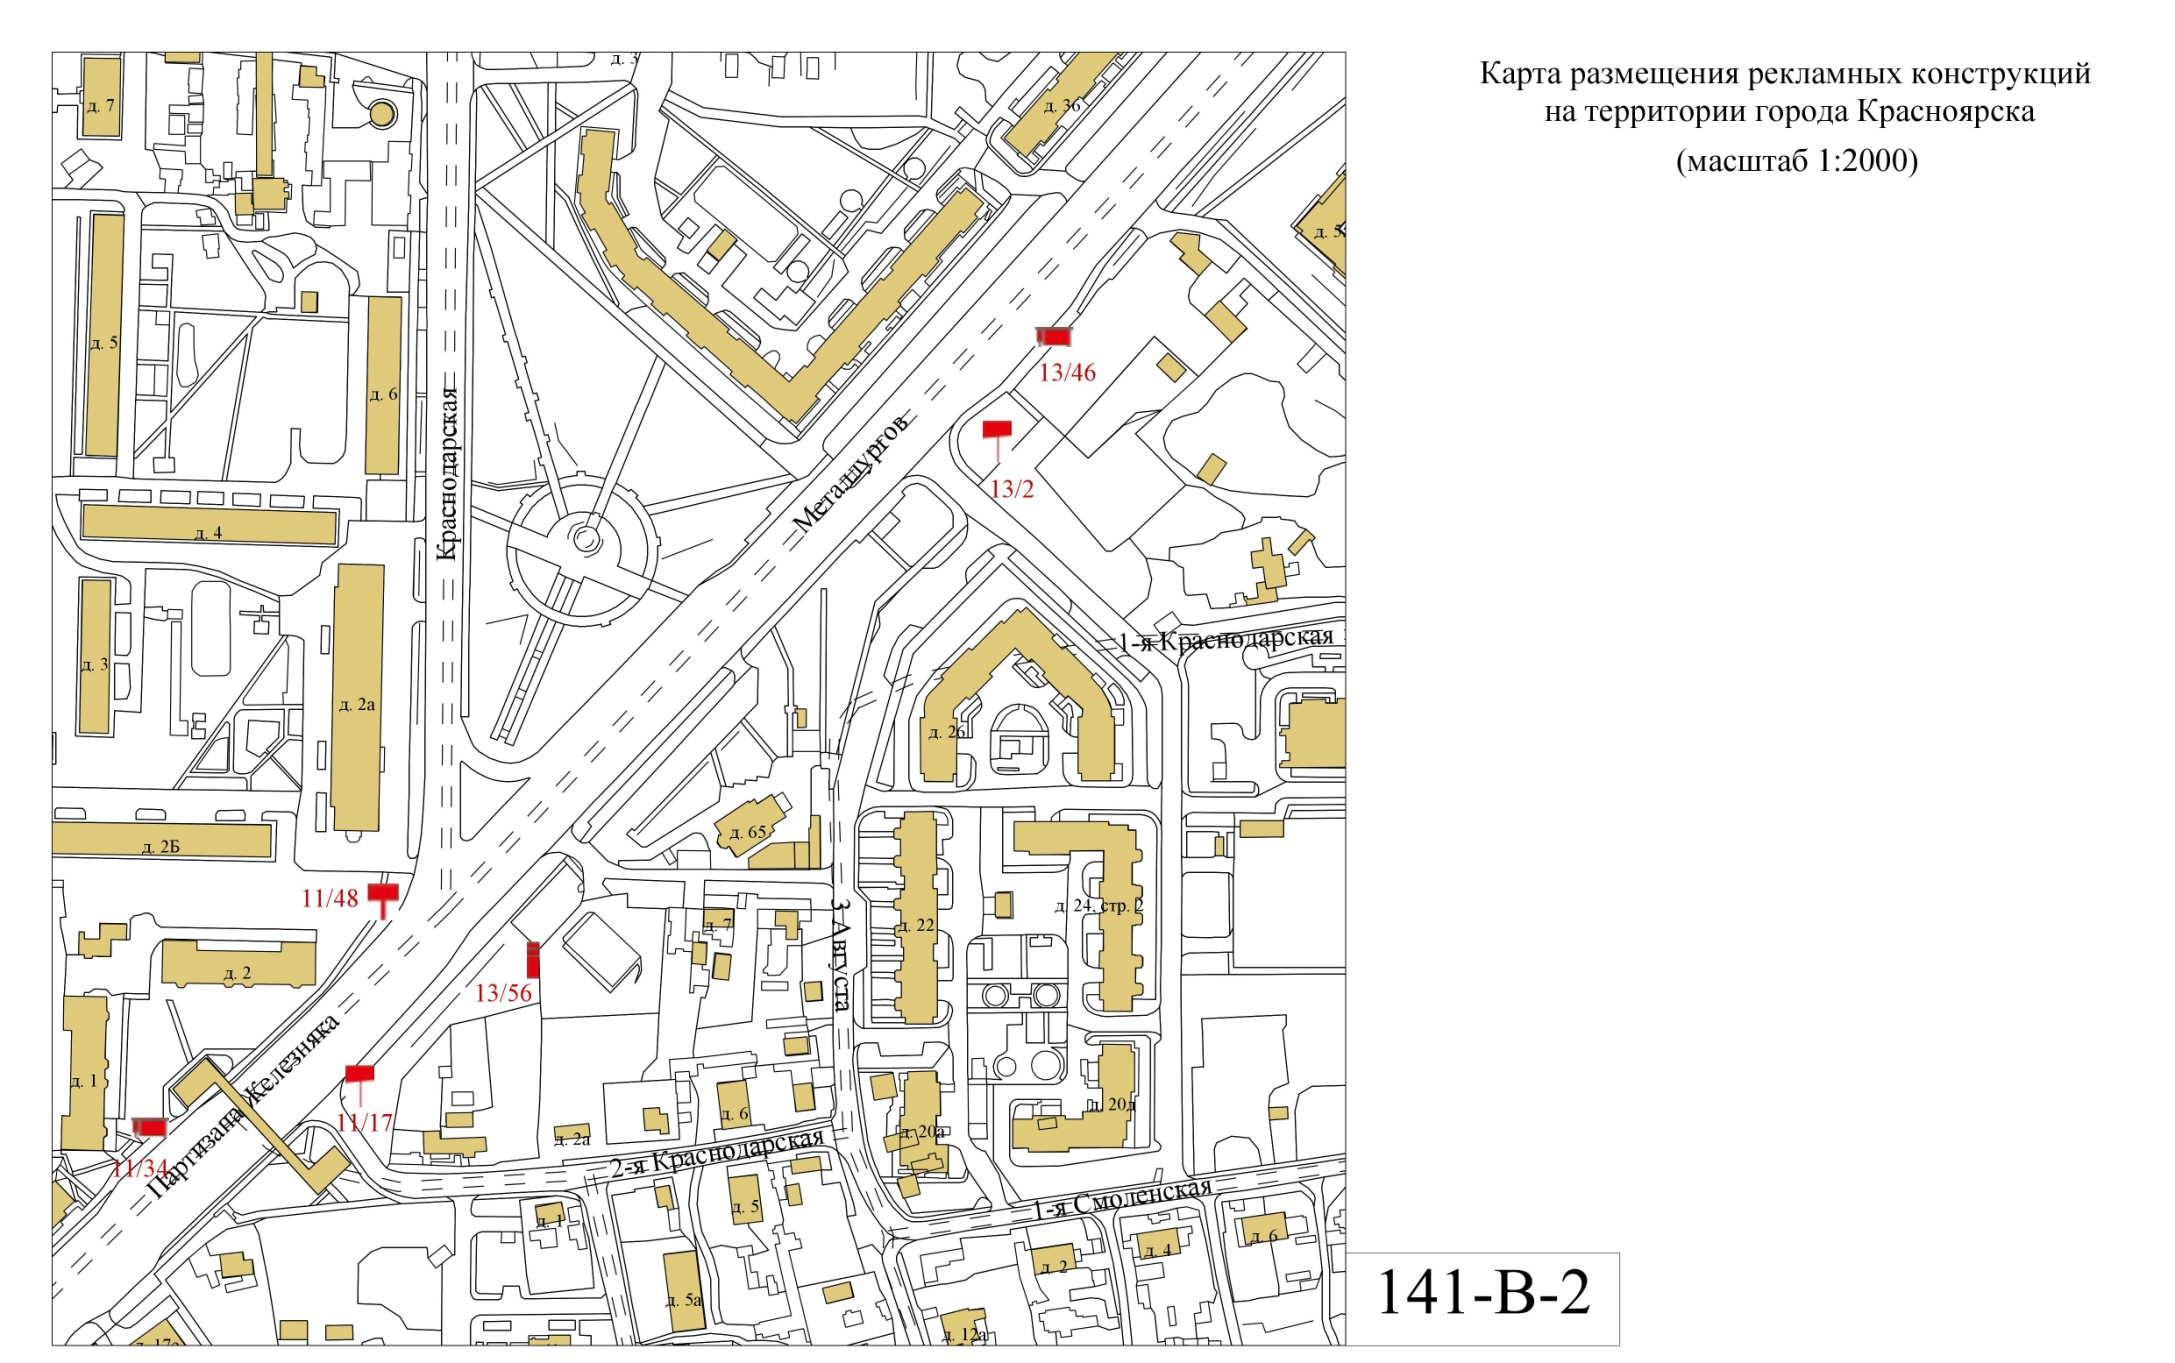 Карта размещения рекламных конструкций
на территории города Красноярска
(масштаб 1:2000)
д. 3
д. 7
д. 36
д. 5
д. 5
д. 6
Краснодарская
Металлургов
13/46
13/2
д. 4
д. 3
д. 2а
1-я Краснодарская
д. 26
д. 65
д. 2Б
11/48
д. 24, стр. 2
д. 7
д. 22
3 Августа
д. 2
13/56
Партизана Железняка
д. 1
11/17
11/34
д. 6
д. 2а
2-я Краснодарская
д. 20д
д. 20а
1-я Смоленская
д. 1
д. 5
д. 4
д. 6
д. 2
д. 5а
д. 12а
141-В-2